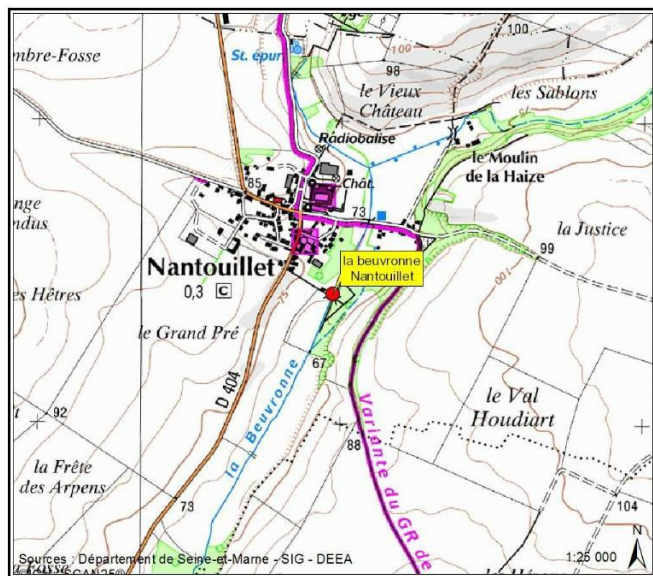 100
St. épur
100
mbre-Fosse
98
le Vieux
Château
les Sablons
75
Radiobalise
le Moulin
de la Haize
85
Chât.
73
la Justice
99
100
la beuvronne
Nantouillet
Nantouillet
0,3 C
75
es Hêtres
le Grand Pré
67
D 404
la Beuvronne
le Val
Houdiart
92
88
Variante du GR de
la Frête
des Arpens
73
104
N
Sources : Département de Seine-et-Marne - SIG - DEEA
1:25 000